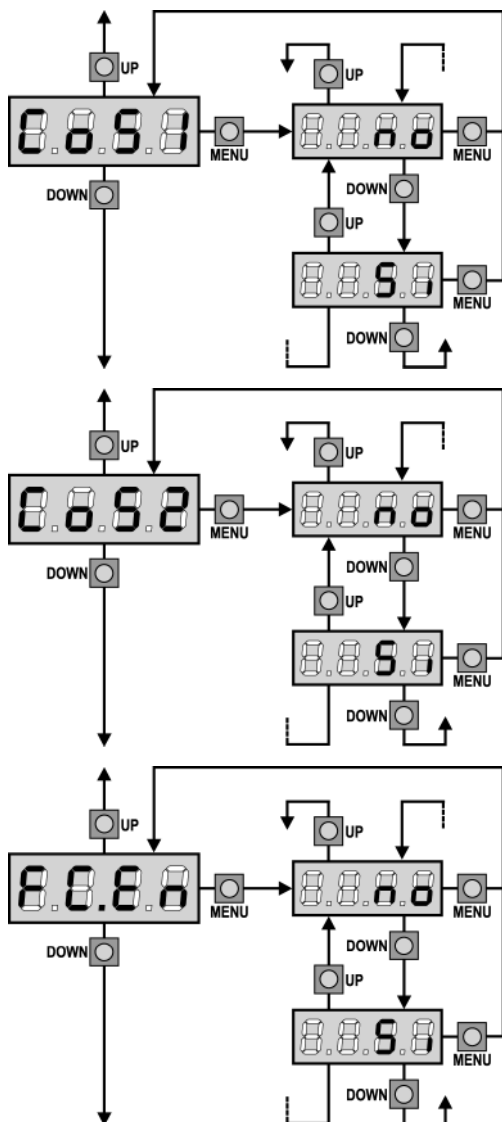 UP UP
CoS1 MENU no MENU
DOWN DOWN
UP
Si MENU
DOWN
UP UP
CoS2 MENU no MENU
DOWN DOWN
UP
Si MENU
DOWN
UP UP
FC.En MENU no MENU
DOWN DOWN
UP
Si MENU
DOWN